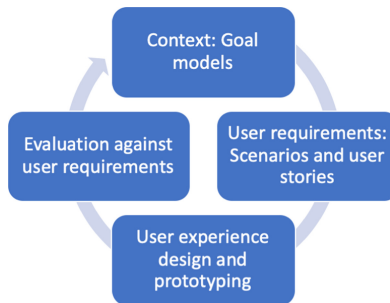 Context: Goal
models
User requirements:
Scenarios and user
stories
User experience
design and
prototyping
Evaluation against
user requirements